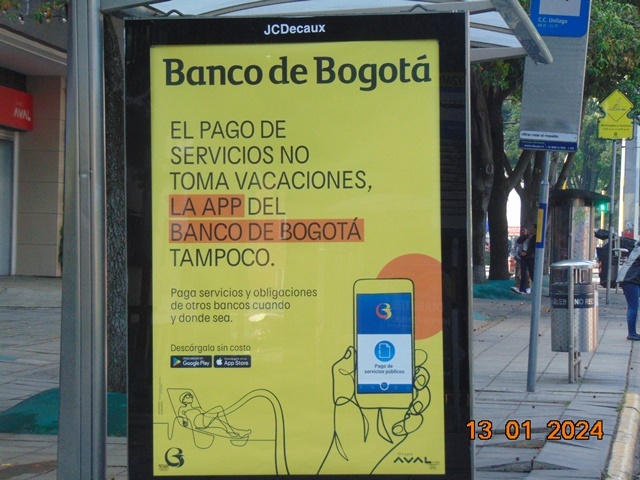 JCDecaux
Banco de Bogotá
EL PAGO DE
SERVICIOS NO
TOMA VACACIONES,
LA APP DEL
BANCO DE BOGOTÁ
TAMPOCO.
Paga servicios y obligaciones
de otros bancos cuando
y donde sea.
Descárgala sin costo
Google Play
App Store
Pago de
servicios públicos
AVAL
AVAL
C.C. Unilago
13 01 2024